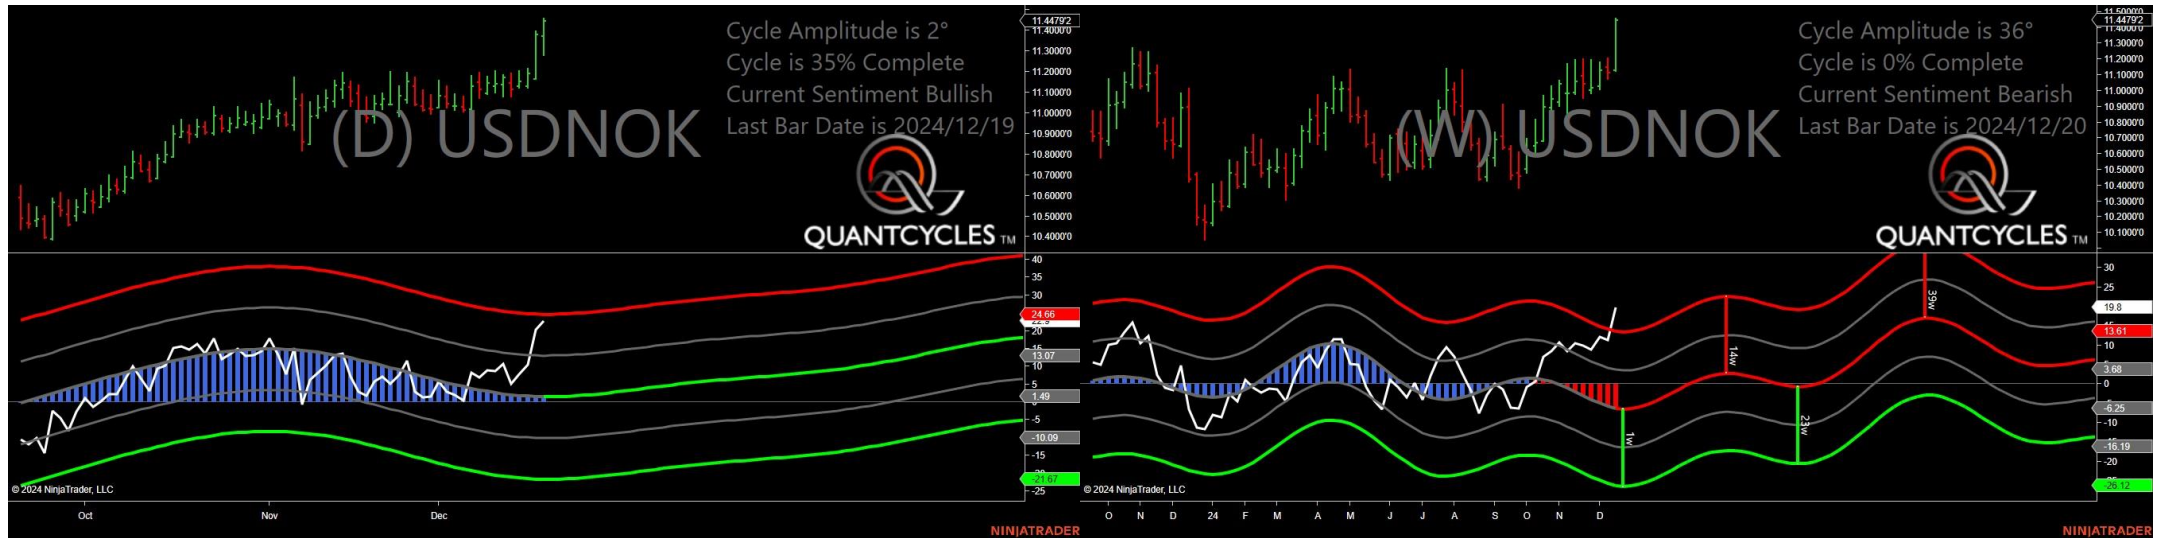 Cycle Amplitude is 2°
Cycle is 35% Complete
Current Sentiment Bullish
Last Bar Date is 2024/12/19
(D) USDNOK
QUANTCYCLES TM
11.4479'2
11.4000'0
11.3000'0
11.2000'0
11.1000'0
11.0000'0
10.9000'0
10.8000'0
10.7000'0
10.6000'0
10.5000'0
10.4000'0
40
35
30
24.66
20
15
13.07
10
5
1.49
-5
-10.09
-15
-21.67
-25
© 2024 NinjaTrader, LLC
Oct
Nov
Dec
NINJATRADER
Cycle Amplitude is 36°
Cycle is 0% Complete
Current Sentiment Bearish
Last Bar Date is 2024/12/20
(W) USDNOK
QUANTCYCLES TM
11.5000'0
11.4479'2
11.4000'0
11.3000'0
11.2000'0
11.1000'0
11.0000'0
10.9000'0
10.8000'0
10.7000'0
10.6000'0
10.5000'0
10.4000'0
10.3000'0
10.2000'0
10.1000'0
30
25
19.8
13.61
10
3.68
0
-6.25
-10
-16.19
-20
-26.12
1w
14w
23w
39w
© 2024 NinjaTrader, LLC
O N D 24 F M A M J J A S O N D
NINJATRADER